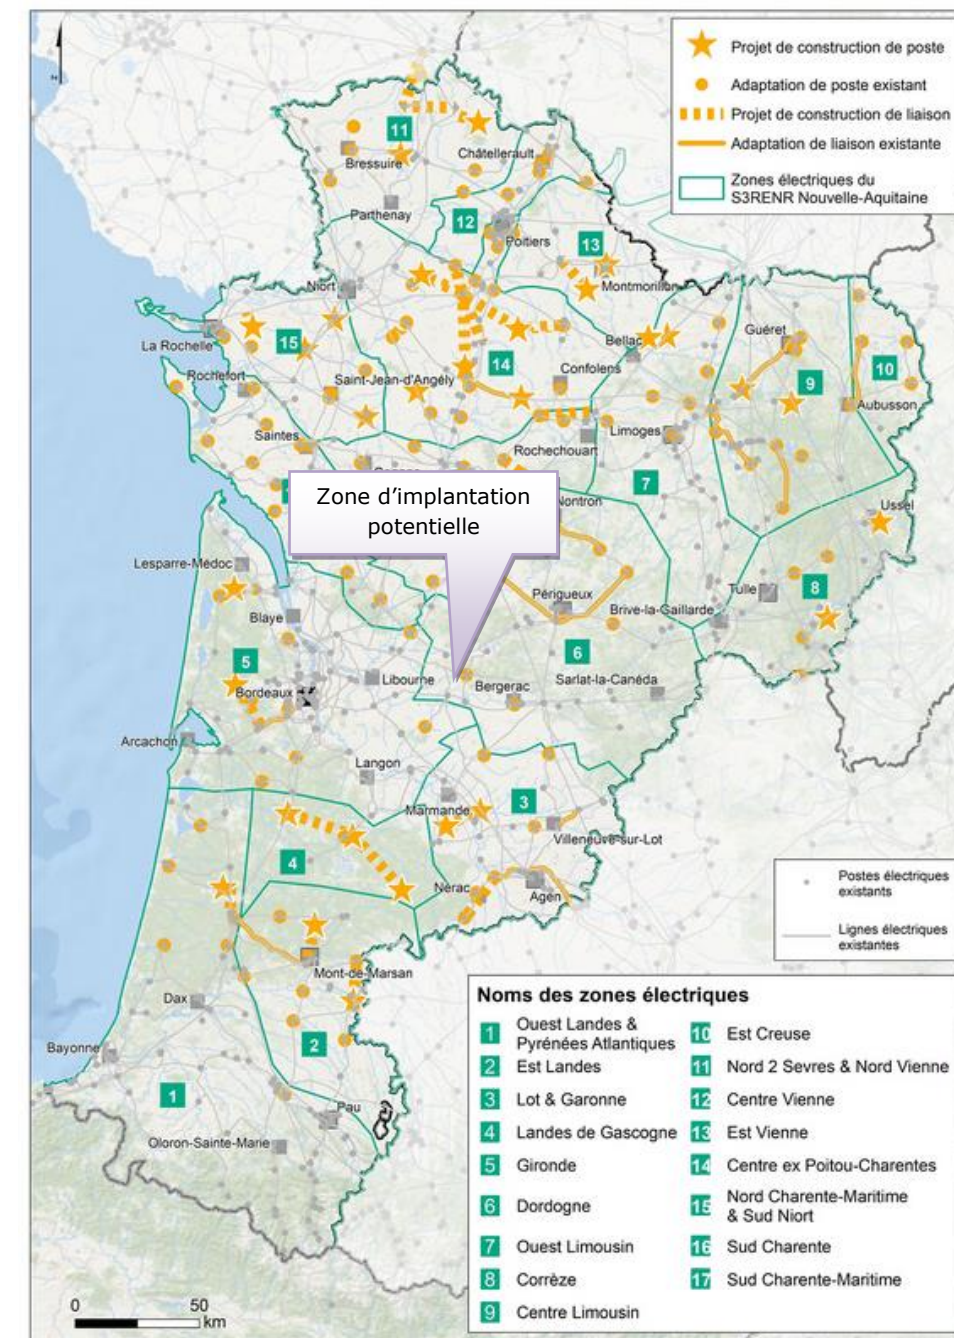 Projet de construction de poste
Adaptation de poste existant
Projet de construction de liaison
Adaptation de liaison existante
Zones électriques du
S3RENR Nouvelle-Aquitaine
11
Bressuire
Châtellerault
Parthenay
12
Poitiers
13
Montmorillon
Niort
La Rochelle
15
Bellac
Guéret
Rochefort
Saint-Jean-d'Angély
14
Confolens
9
10
Aubusson
Saintes
Limoges
Rochechouart
7
Zone d'implantation
potentielle
Nontron
Ussel
Lesparre-Médoc
Blaye
Périgueux
Brive-la-Gaillarde
Tulle
8
5
Bordeaux
Libourne
6
Bergerac
Sarlat-la-Canéda
Arcachon
Langon
Marmande
3
Villeneuve-sur-Lot
4
Nérac
Agen
Postes électriques
existants
Lignes électriques
existantes
Mont-de-Marsan
Dax
2
Bayonne
1
Pau
Oloron-Sainte-Marie
Noms des zones électriques
1 Ouest Landes &
Pyrénées Atlantiques
2 Est Landes
3 Lot & Garonne
4 Landes de Gascogne
5 Gironde
6 Dordogne
7 Ouest Limousin
8 Corrèze
9 Centre Limousin
10 Est Creuse
11 Nord 2 Sevres & Nord Vienne
12 Centre Vienne
13 Est Vienne
14 Centre ex Poitou-Charentes
15 Nord Charente-Maritime
& Sud Niort
16 Sud Charente
17 Sud Charente-Maritime
0 50
km